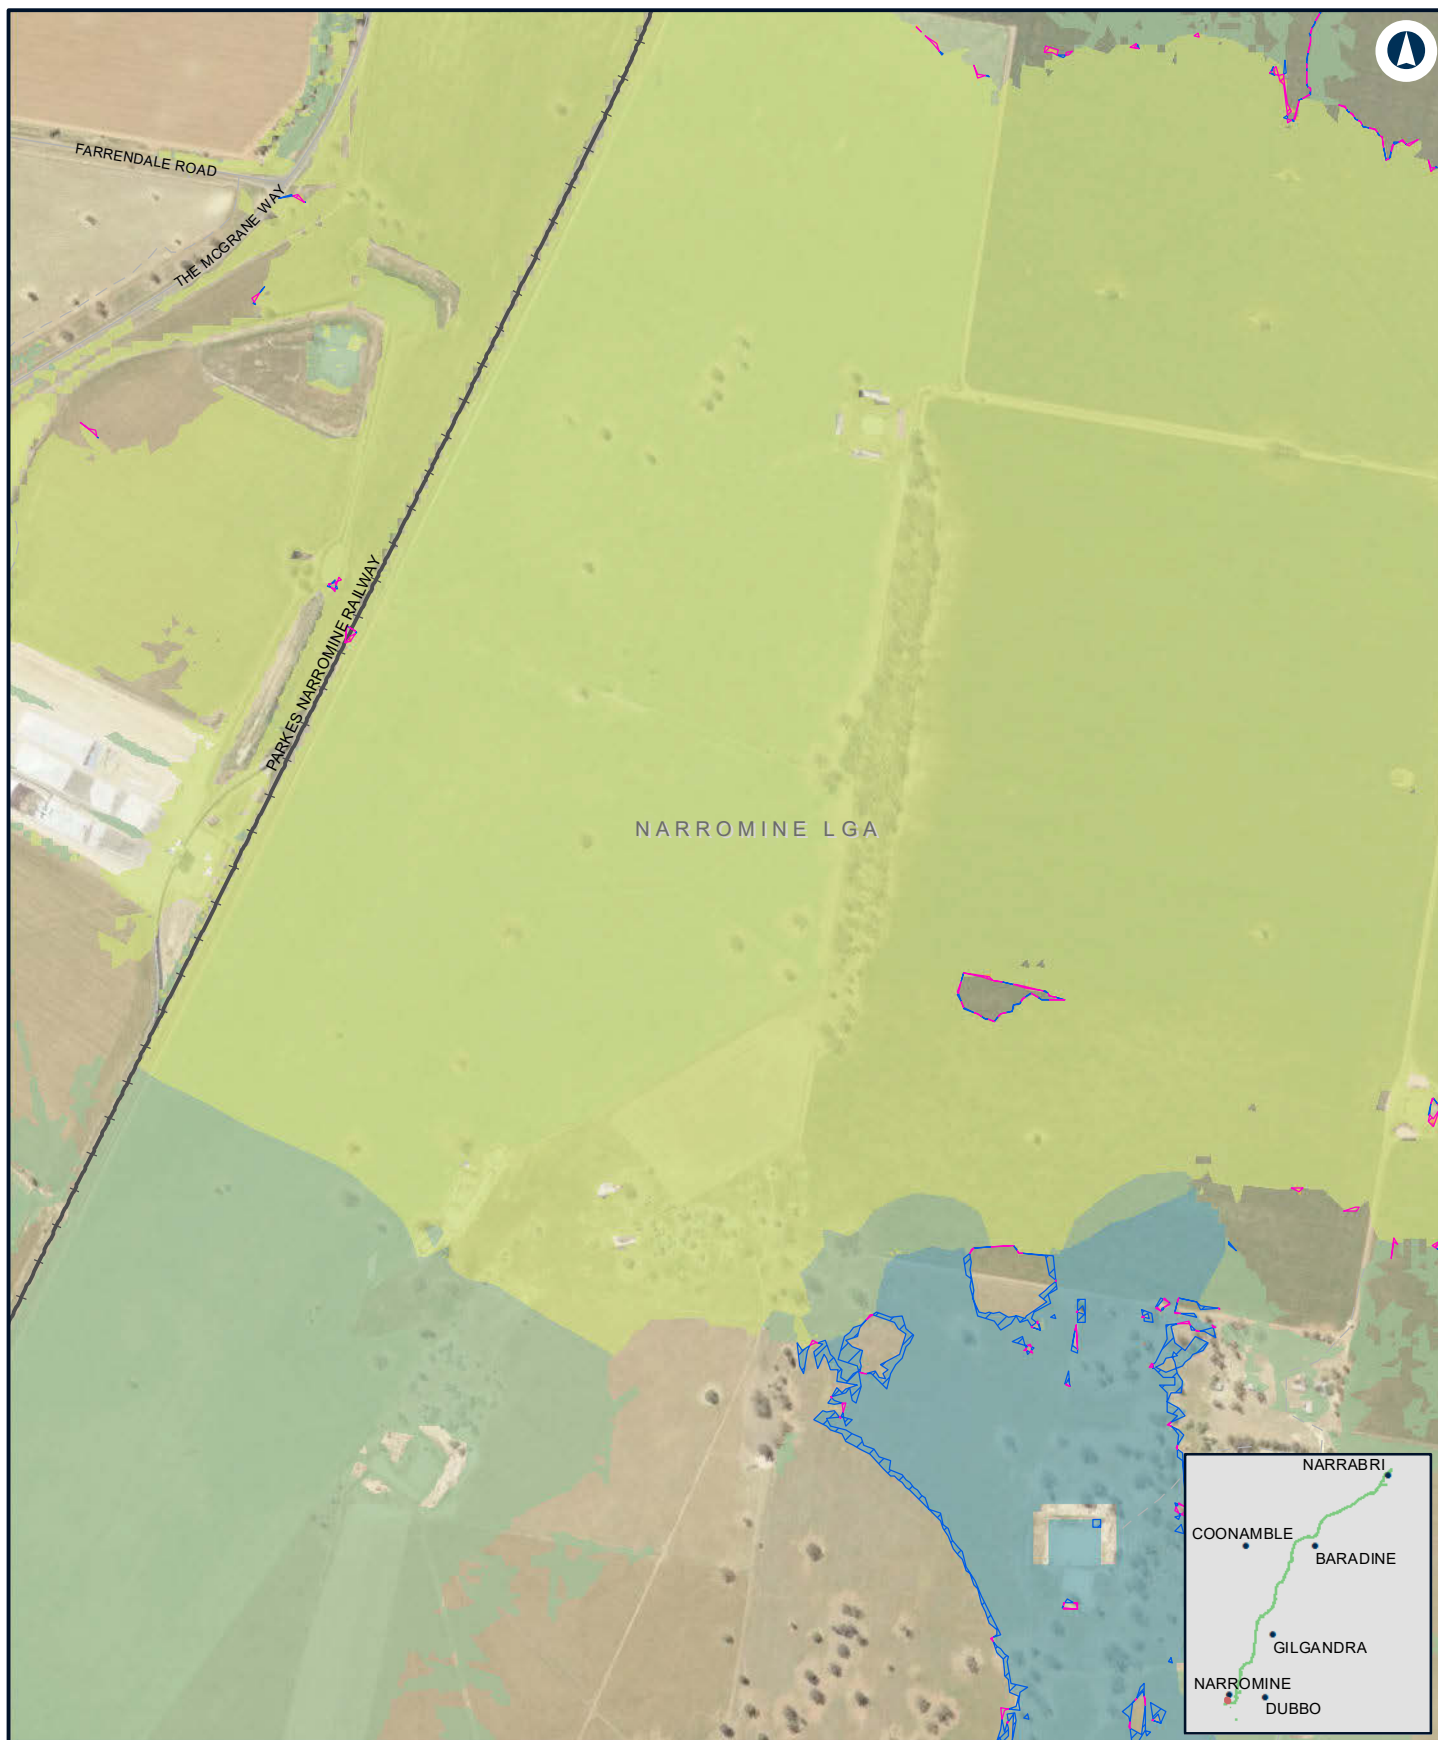 FARRENDALE ROAD
THE MCGRANE WAY
PARKES NARROMINE RAILWAY
NARROMINE LGA
NARRABRI
COONAMBLE
BARADINE
GILGANDRA
NARROMINE
DUBBO